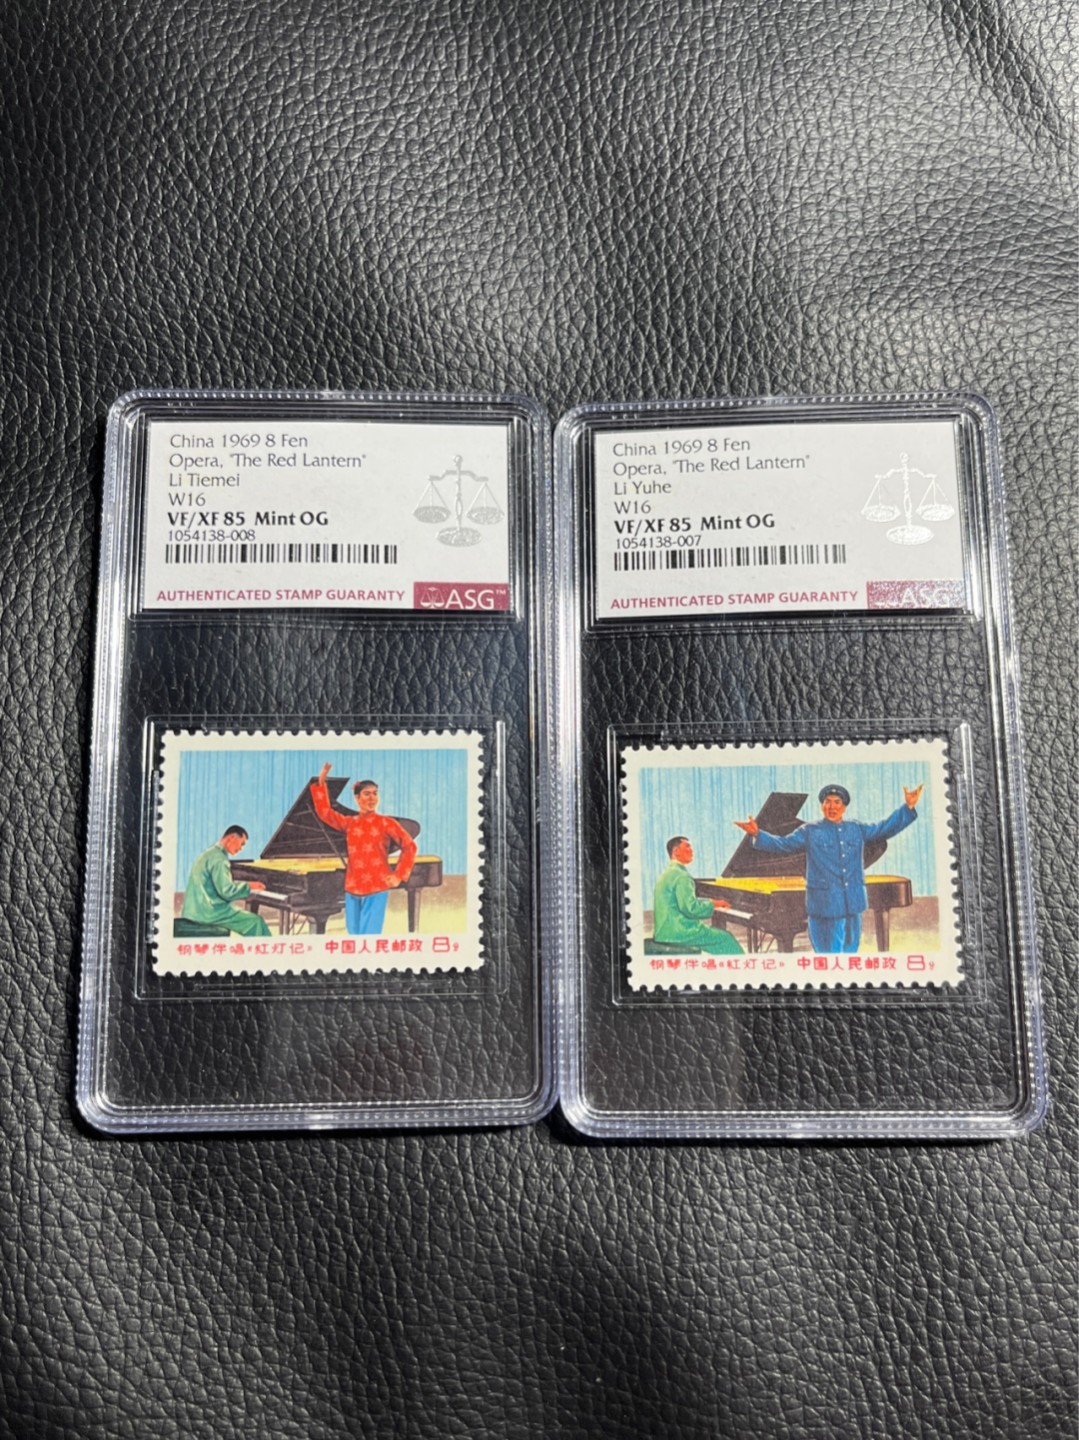 China 1969 8 Fen
Opera, "The Red Lantern"
Li Tiemei
W16
VF/XF 85 Mint OG
1054138-008
AUTHENTICATED STAMP GUARANTY ASG™
钢琴伴唱《红灯记》 中国人民邮政 8分
China 1969 8 Fen
Opera, "The Red Lantern"
Li Yuhe
W16
VF/XF 85 Mint OG
1054138-007
AUTHENTICATED STAMP GUARANTY ASG
钢琴伴唱《红灯记》 中国人民邮政 8分